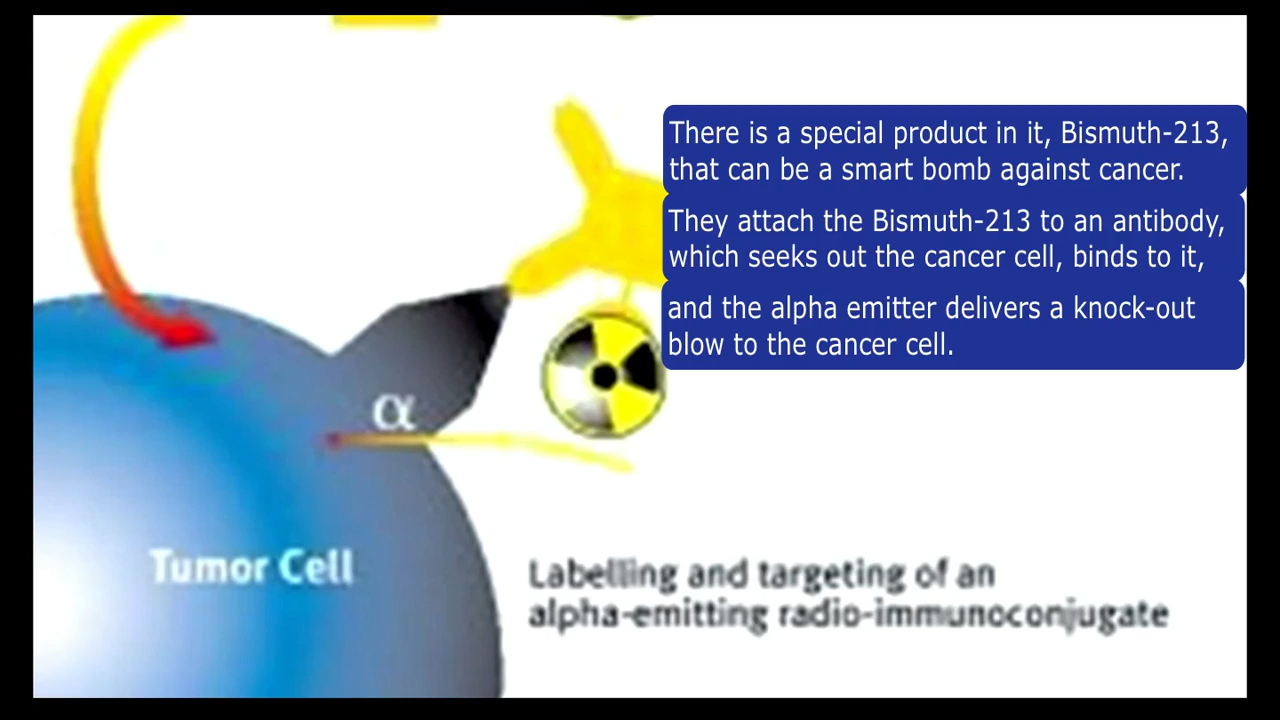 There is a special product in it, Bismuth-213,
that can be a smart bomb against cancer.
They attach the Bismuth-213 to an antibody,
which seeks out the cancer cell, binds to it,
and the alpha emitter delivers a knock-out
blow to the cancer cell.
α
Tumor Cell
Labelling and targeting of an
alpha-emitting radio-immunoconjugate